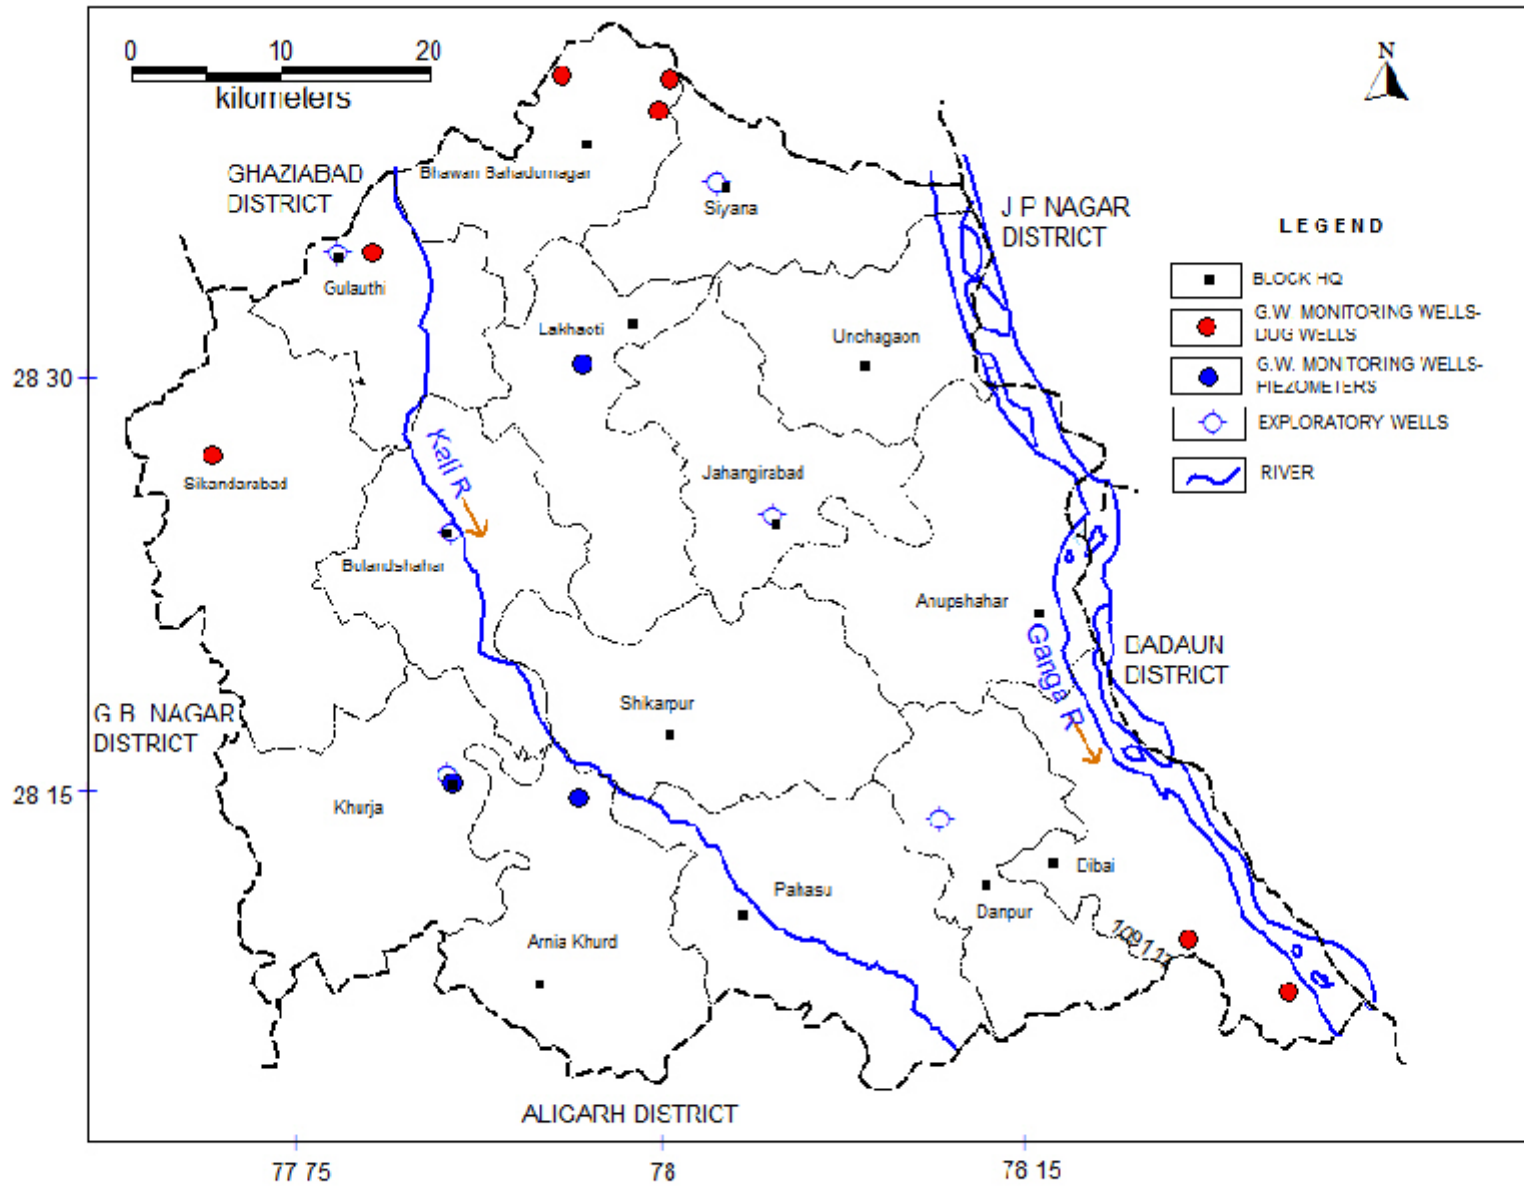 0 10 20
kilometers
N
GHAZIABAD
DISTRICT
Bhawan Bahadurnagar
Siyana
J P NAGAR
DISTRICT
LEGEND
Gulauthi
BLOCK HQ
G.W. MONITORING WELLS-
DUG WELLS
Lakhaoti
Unchagaon
G.W. MONITORING WELLS-
PIEZOMETERS
28 30
EXPLORATORY WELLS
Kali R
Sikandarabad
Jahangirabad
RIVER
Bulandshahar
Anupshahar
Ganga R
BADAUN
DISTRICT
Shikarpur
G.B. NAGAR
DISTRICT
28 15
Khurja
Dibai
Pahasu
Danpur
Arnia Khurd
ALIGARH DISTRICT
77 75 78 78 15